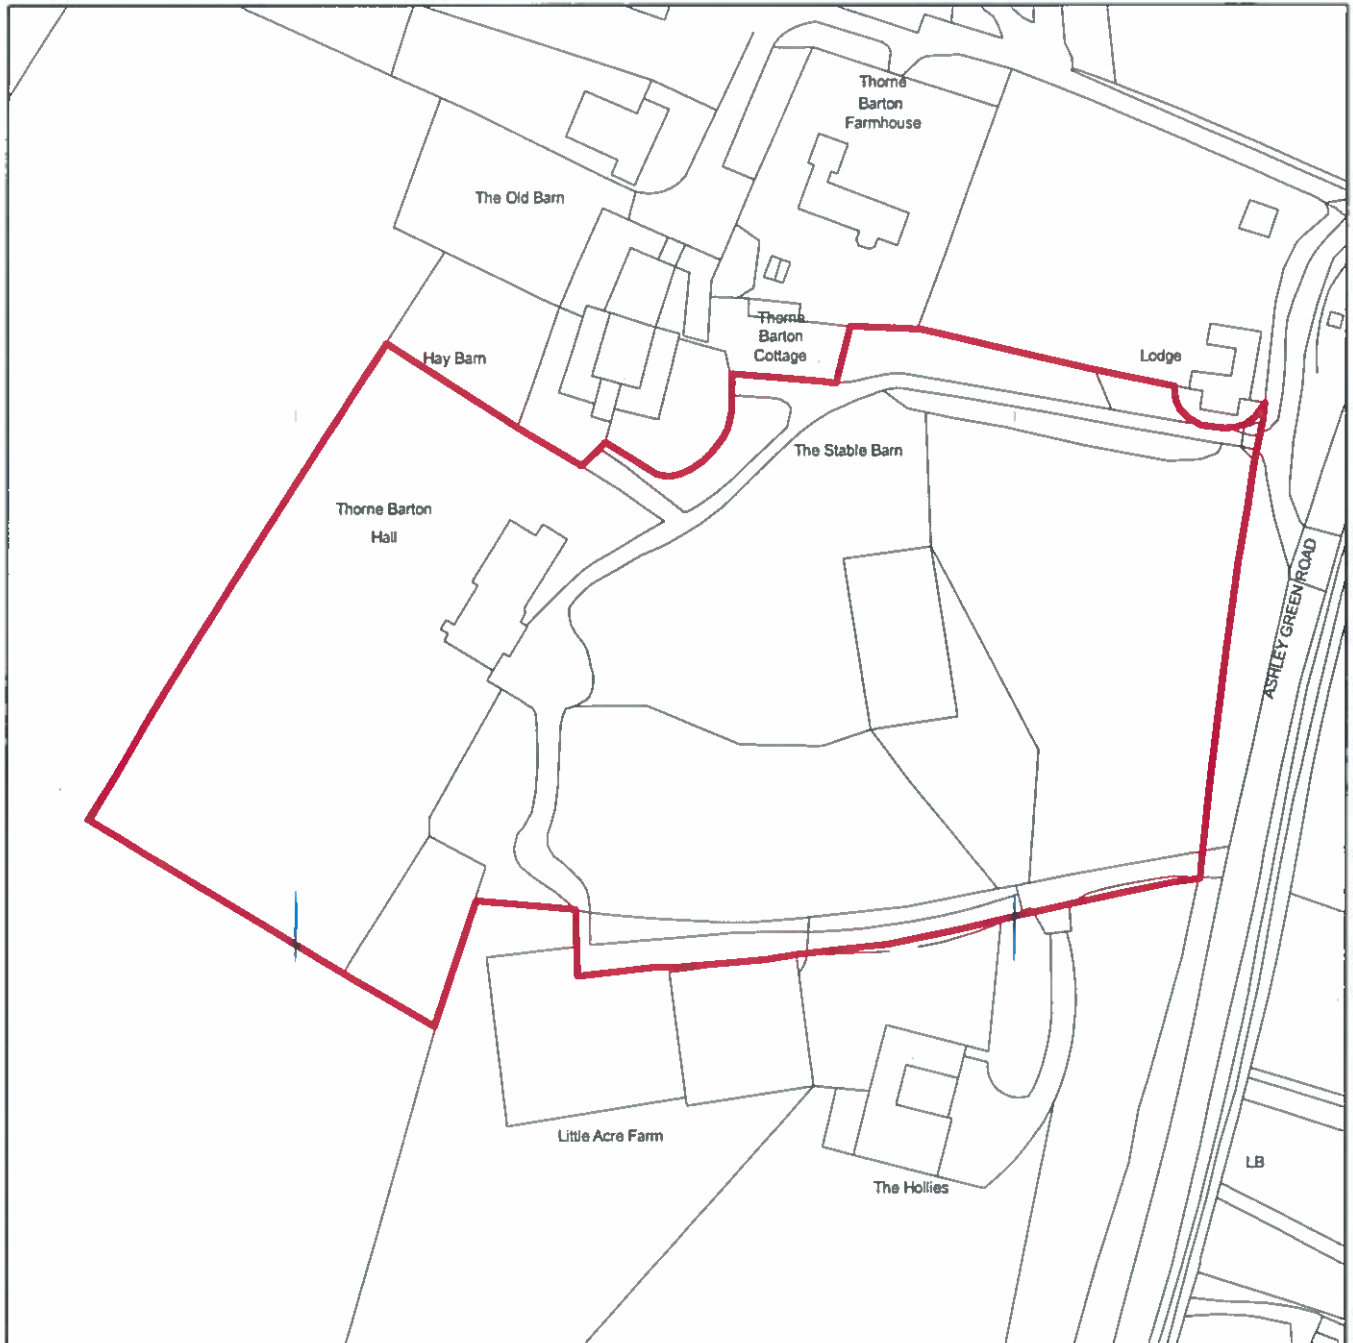 Thorne
Barton
Farmhouse
The Old Barn
Thorne
Barton
Cottage
Hay Barn
Lodge
The Stable Barn
Thorne Barton
Hall
ASHLEY GREEN ROAD
Little Acre Farm
LB
The Hollies